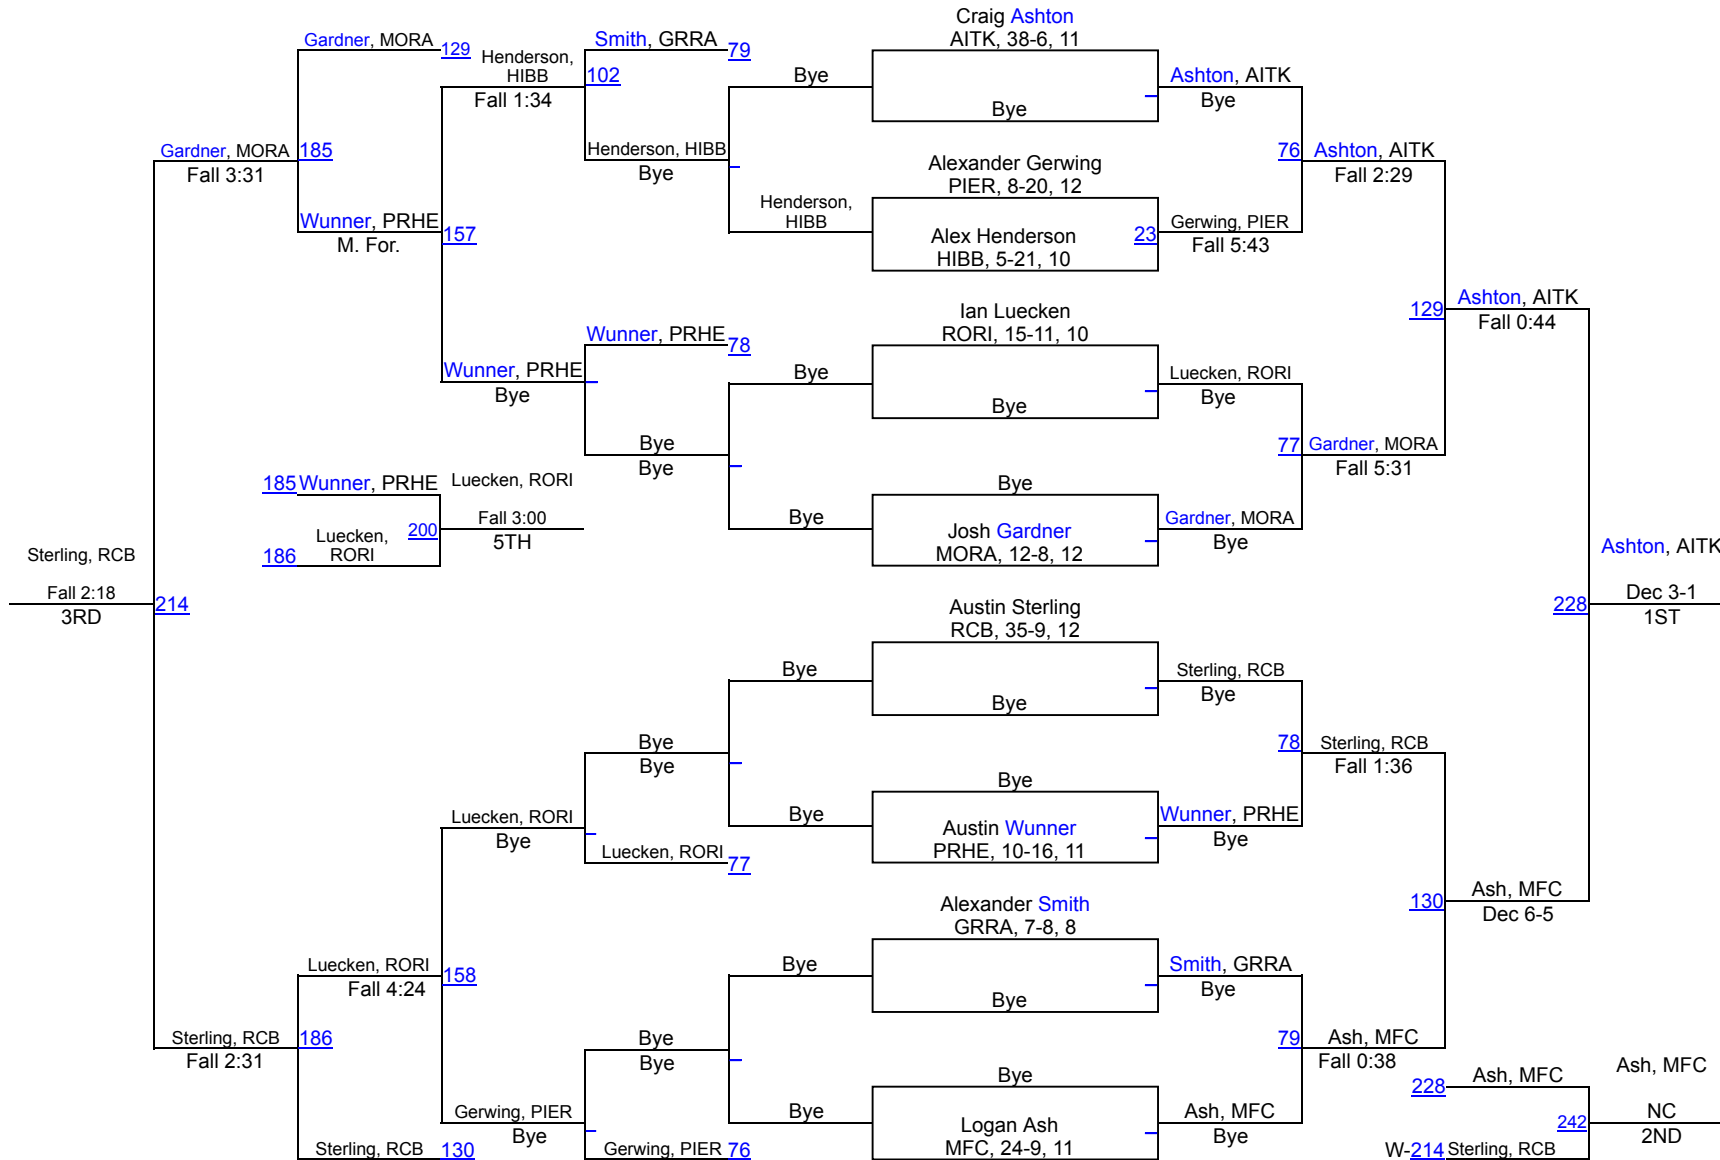 Craig Ashton
AITK, 38-6, 11
Bye
Alexander Gerwing
PIER, 8-20, 12
Alex Henderson
HIBB, 5-21, 10
Ian Luecken
RORI, 15-11, 10
Bye
Bye
Josh Gardner
MORA, 12-8, 12
Austin Sterling
RCB, 35-9, 12
Bye
Bye
Austin Wunner
PRHE, 10-16, 11
Alexander Smith
GRRA, 7-8, 8
Bye
Bye
Logan Ash
MFC, 24-9, 11
Ashton, AITK
Bye
23
Gerwing, PIER
Fall 5:43
Luecken, RORI
Bye
Gardner, MORA
Bye
Sterling, RCB
Bye
Wunner, PRHE
Bye
Smith, GRRA
Bye
Ash, MFC
Bye
76
Ashton, AITK
Fall 2:29
77
Gardner, MORA
Fall 5:31
78
Sterling, RCB
Fall 1:36
79
Ash, MFC
Fall 0:38
129
Ashton, AITK
Fall 0:44
130
Ash, MFC
Dec 6-5
Ashton, AITK
228
Dec 3-1
1ST
228
Ash, MFC
W-214
Sterling, RCB
242
Ash, MFC
NC
2ND
Bye
Henderson,
HIBB
Bye
Bye
Bye
Bye
Bye
Bye
Smith, GRRA
79
Henderson, HIBB
Bye
Wunner, PRHE
78
Bye
Bye
Bye
Bye
Luecken, RORI
77
Bye
Bye
Gerwing, PIER
76
Henderson,
HIBB
102
Fall 1:34
Wunner, PRHE
Bye
Luecken, RORI
Bye
Gerwing, PIER
Bye
Gardner, MORA
129
Wunner, PRHE
157
M. For.
Luecken, RORI
158
Fall 4:24
Sterling, RCB
130
Gardner, MORA
185
Fall 3:31
Sterling, RCB
186
Fall 2:31
185
Wunner, PRHE
186
Luecken,
RORI
200
Luecken, RORI
Fall 3:00
5TH
Sterling, RCB
Fall 2:18
214
3RD